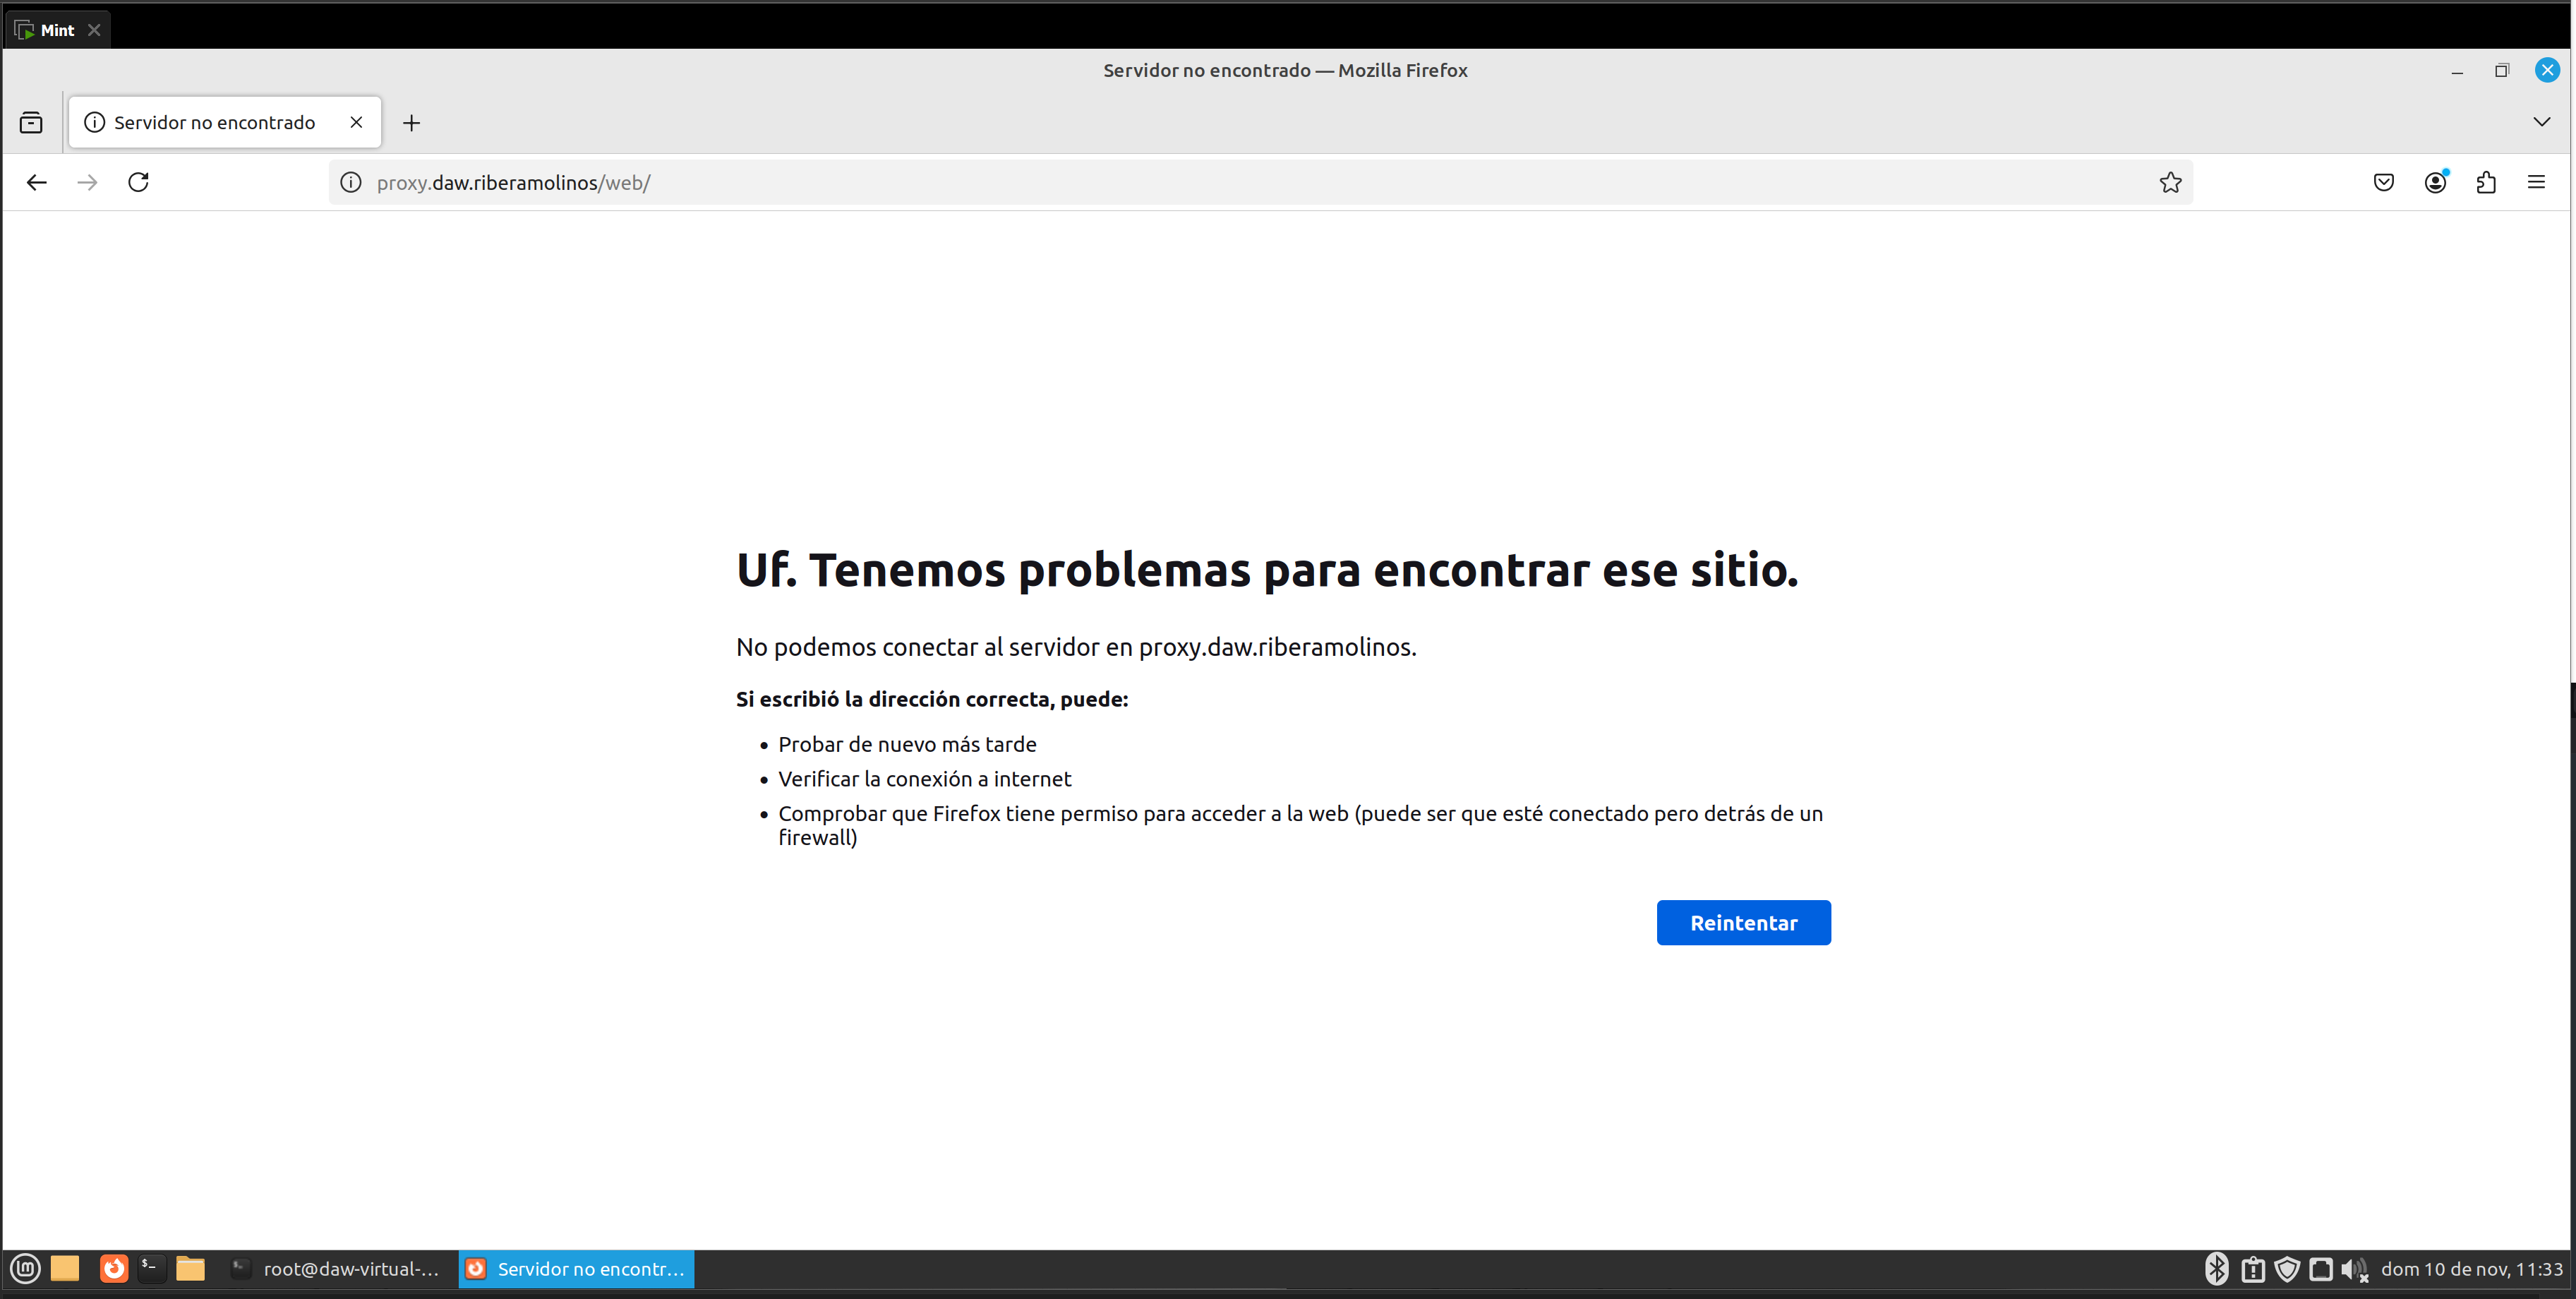 Mint
Servidor no encontrado — Mozilla Firefox
Servidor no encontrado
proxy.daw.riberamolinos/web/
Uf. Tenemos problemas para encontrar ese sitio.
No podemos conectar al servidor en proxy.daw.riberamolinos.
Si escribió la dirección correcta, puede:
Probar de nuevo más tarde
Verificar la conexión a internet
Comprobar que Firefox tiene permiso para acceder a la web (puede ser que esté conectado pero detrás de un
firewall)
Reintentar
root@daw-virtual-...
Servidor no encontr...
dom 10 de nov, 11:33